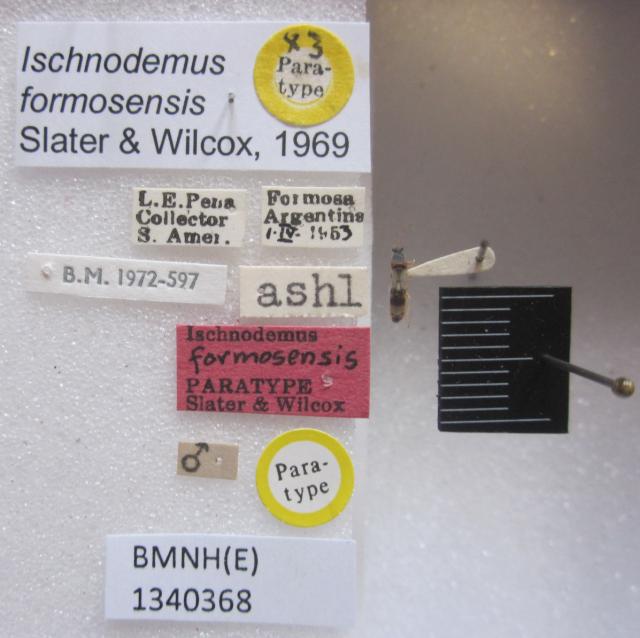 Ischnodemus
formosensis
Slater & Wilcox, 1969
x3
Para-
type
L.E.Pena
Collector
S. Amer.
Formosa
Argentina
1-IV- 1953
B.M. 1972-597
ashl
Ischnodemus
formosensis
PARATYPE
Slater & Wilcox
♂
Para-
type
BMNH(E)
1340368